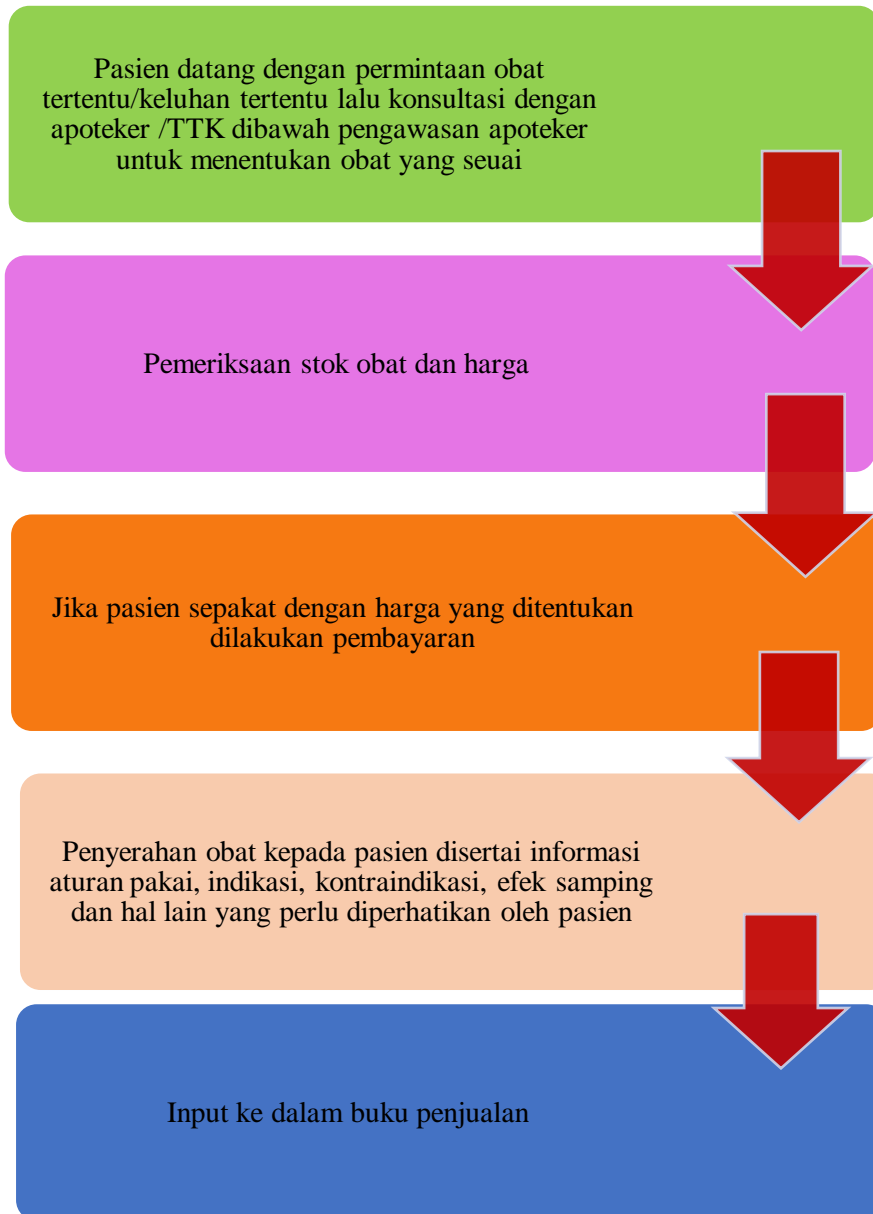 Pasien datang dengan permintaan obat
tertentu/keluhan tertentu lalu konsultasi dengan
apoteker /TTK dibawah pengawasan apoteker
untuk menentukan obat yang seuai
Pemeriksaan stok obat dan harga
Jika pasien sepakat dengan harga yang ditentukan
dilakukan pembayaran
Penyerahan obat kepada pasien disertai informasi
aturan pakai, indikasi, kontraindikasi, efek samping
dan hal lain yang perlu diperhatikan oleh pasien
Input ke dalam buku penjualan